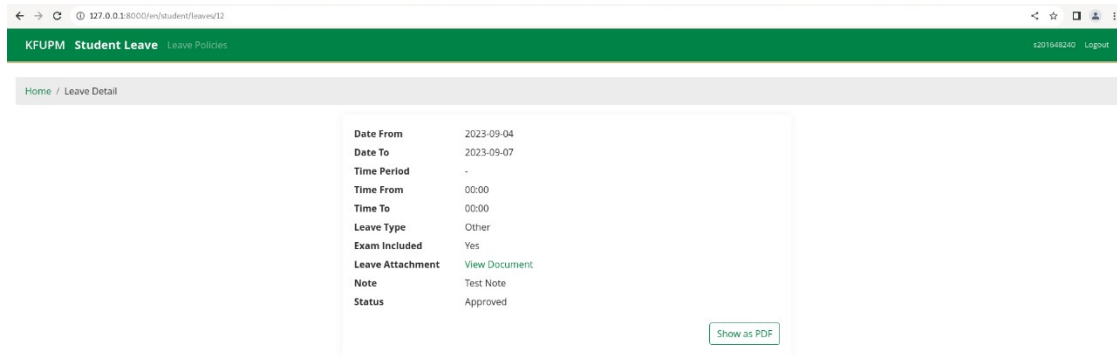 127.0.0.1:8000/en/student/leaves/12
KFUPM Student Leave Leave Policies s201648240 Logout
Home / Leave Detail
Date From 2023-09-04
Date To 2023-09-07
Time Period -
Time From 00:00
Time To 00:00
Leave Type Other
Exam Included Yes
Leave Attachment View Document
Note Test Note
Status Approved
Show as PDF